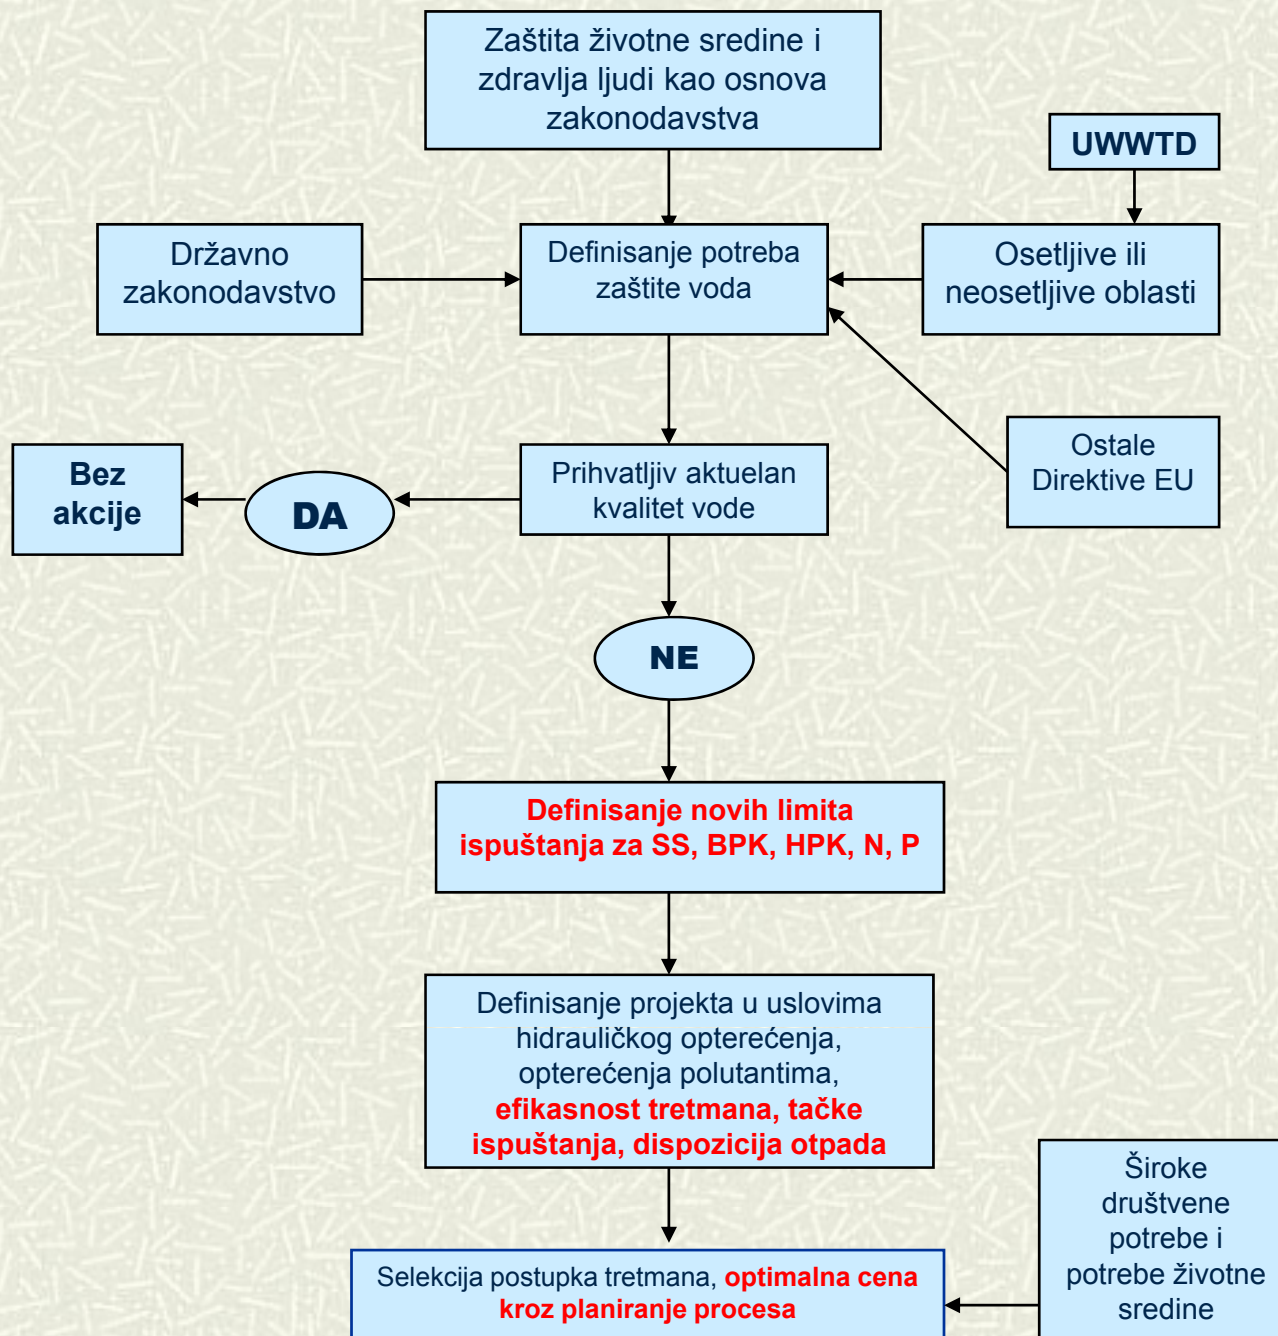 Zaštita životne sredine i
zdravlja ljudi kao osnova
zakonodavstva
UWWTD
Državno
zakonodavstvo
Definisanje potreba
zaštite voda
Osetljive ili
neosetljive oblasti
Ostale
Direktive EU
Bez
akcije
DA
Prihvatljiv aktuelan
kvalitet vode
NE
Definisanje novih limita
ispuštanja za SS, BPK, HPK, N, P
Definisanje projekta u uslovima
hidrauličkog opterećenja,
opterećenja polutantima,
efikasnost tretmana, tačke
ispuštanja, dispozicija otpada
Široke
društvene
potrebe i
potrebe životne
sredine
Selekcija postupka tretmana, optimalna cena
kroz planiranje procesa